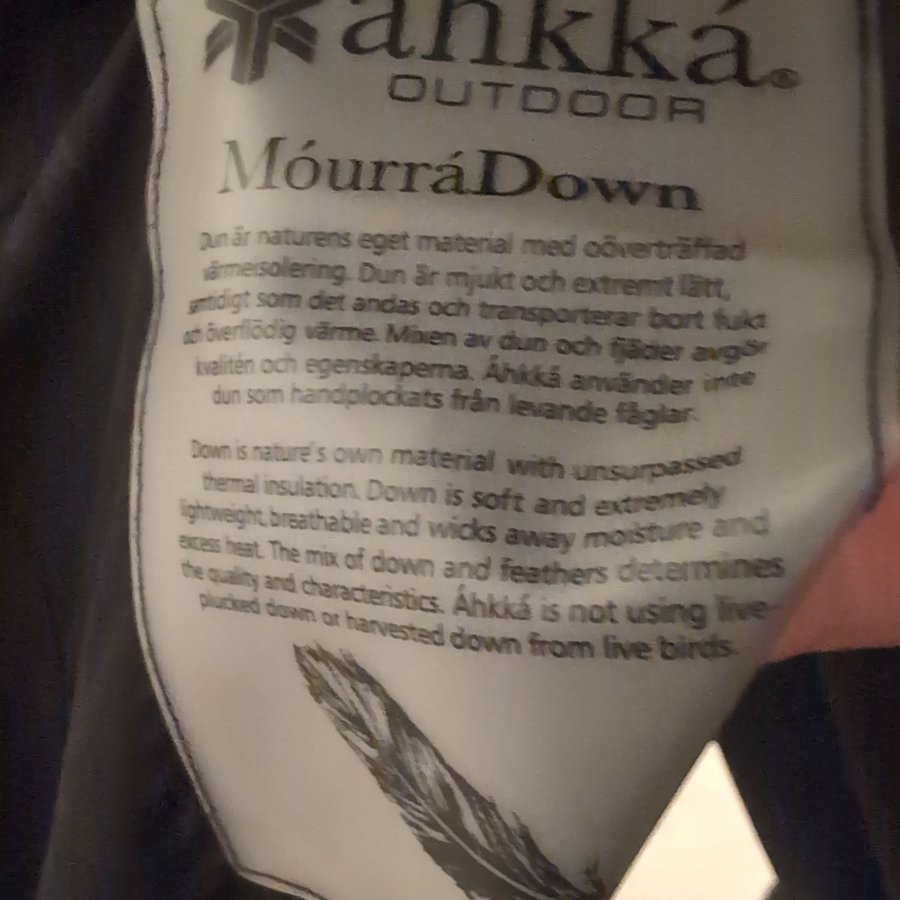 áhkká®
OUTDOOR
MóurráDown
Dun är naturens eget material med oöverträffad
värmeisolering. Dun är mjukt och extremt lätt,
samtidigt som det andas och transporterar bort fukt
och överflödig värme. Mixen av dun och fjäder avgör
kvalitén och egenskaperna. Áhkká använder inte
dun som handplockats från levande fåglar.
Down is nature's own material with unsurpassed
thermal insulation. Down is soft and extremely
lightweight, breathable and wicks away moisture and
excess heat. The mix of down and feathers determines
the quality and characteristics. Áhkká is not using live-
plucked down or harvested down from live birds.